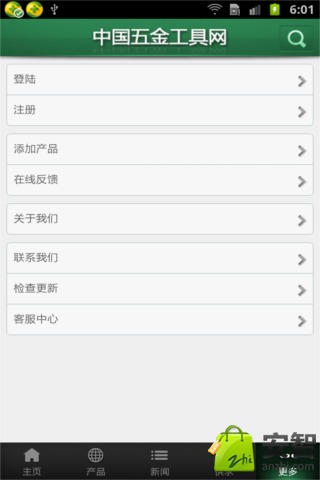 6:01
中国五金工具网
登陆
注册
添加产品
在线反馈
关于我们
联系我们
检查更新
客服中心
主页
产品
新闻
供求
更多
zhi
安智
anzhi.com